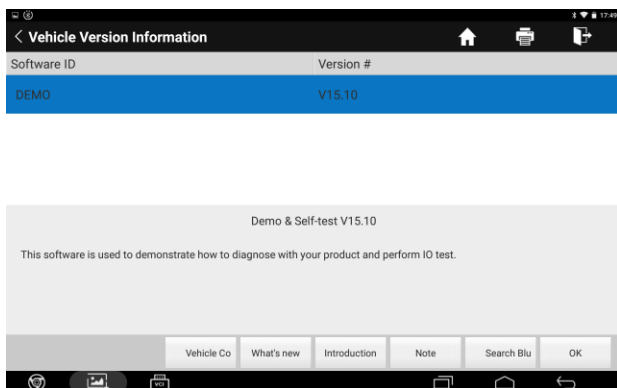 17:49
Vehicle Version Information
Software ID Version #
DEMO V15.10
Demo & Self-test V15.10
This software is used to demonstrate how to diagnose with your product and perform IO test.
Vehicle Co What's new Introduction Note Search Blu OK
VCI